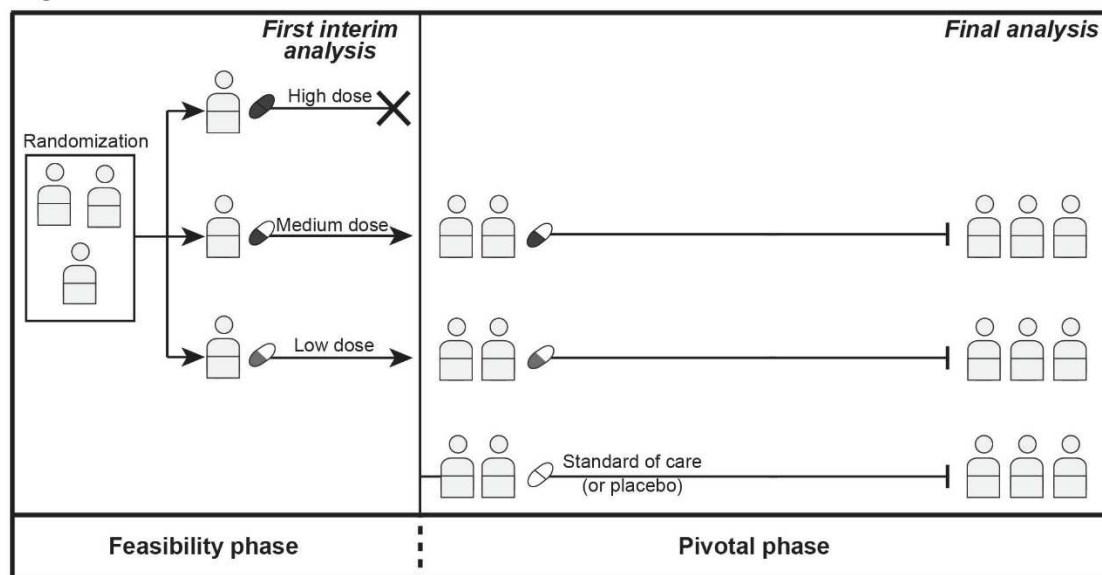 First interim
analysis
Final analysis
High dose
Randomization
Medium dose
Low dose
Standard of care
(or placebo)
Feasibility phase
Pivotal phase